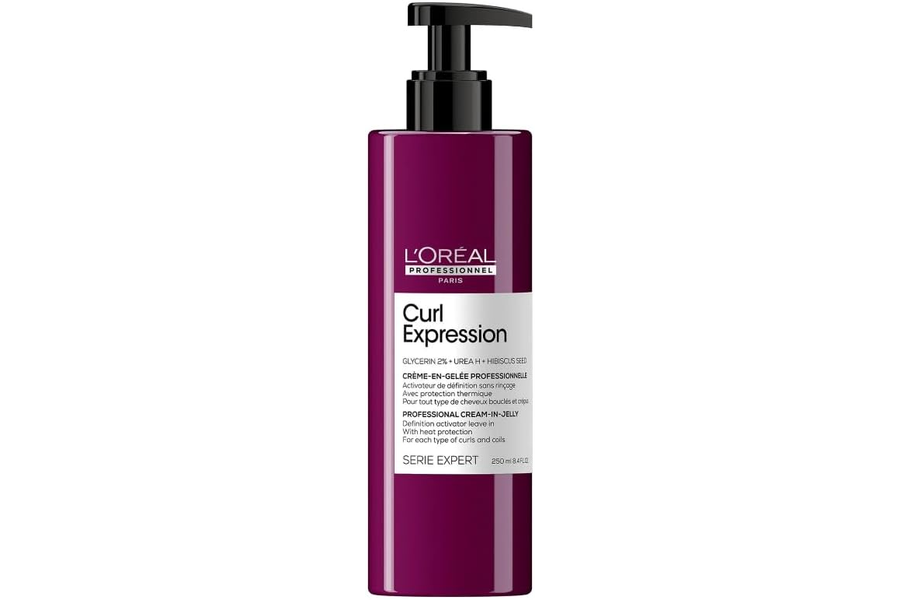 L'ORÉAL
PROFESSIONNEL
PARIS
Curl
Expression
GLYCERIN 2% + UREA H + HIBISCUS SEED
CRÈME-EN-GELÉE PROFESSIONNELLE
Activateur de définition sans rinçage
Avec protection thermique
Pour tout type de cheveux bouclés et crépus
PROFESSIONAL CREAM-IN-JELLY
Definition activator leave in
With heat protection
For each type of curls and coils
SERIE EXPERT 250 ml 8.4 FL.OZ